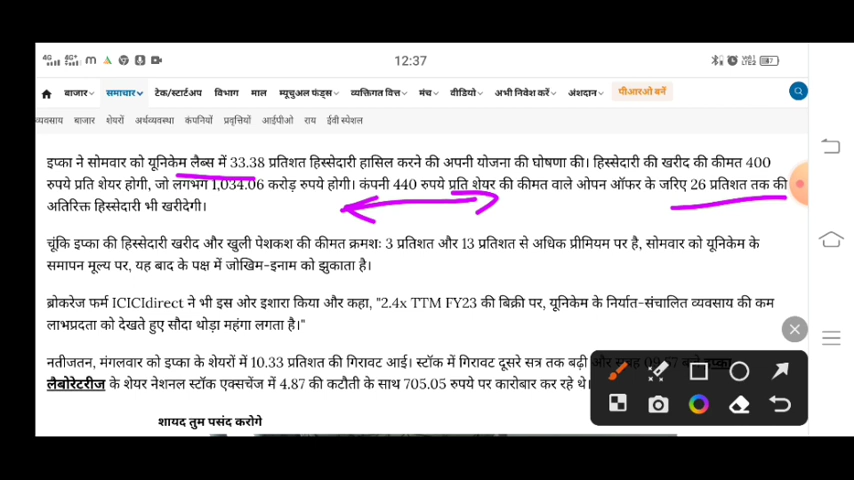 12:37
बाजार समाचार टेक/स्टार्टअप विभाग माल म्यूचुअल फंड्स व्यक्तिगत वित्त मंच वीडियो अभी निवेश करें अंशदान पीआरओ बनें
व्यवसाय बाजार शेयरों अर्थव्यवस्था कंपनियों प्रवृत्तियों आईपीओ राय ईवी स्पेशल
इप्का ने सोमवार को यूनिकेम लैब्स में 33.38 प्रतिशत हिस्सेदारी हासिल करने की अपनी योजना की घोषणा की। हिस्सेदारी की खरीद की कीमत 400
रुपये प्रति शेयर होगी, जो लगभग 1,034.06 करोड़ रुपये होगी। कंपनी 440 रुपये प्रति शेयर की कीमत वाले ओपन ऑफर के जरिए 26 प्रतिशत तक की
अतिरिक्त हिस्सेदारी भी खरीदेगी।
चूंकि इप्का की हिस्सेदारी खरीद और खुली पेशकश की कीमत क्रमशः 3 प्रतिशत और 13 प्रतिशत से अधिक प्रीमियम पर है, सोमवार को यूनिकेम के
समापन मूल्य पर, यह बाद के पक्ष में जोखिम-इनाम को झुकाता है।
ब्रोकरेज फर्म ICICIdirect ने भी इस ओर इशारा किया और कहा, "2.4x TTM FY23 की बिक्री पर, यूनिकेम के निर्यात-संचालित व्यवसाय की कम
लाभप्रदता को देखते हुए सौदा थोड़ा महंगा लगता है।"
नतीजतन, मंगलवार को इप्का के शेयरों में 10.33 प्रतिशत की गिरावट आई। स्टॉक में गिरावट दूसरे सत्र तक बढ़ी और
लैबोरेटरीज के शेयर नेशनल स्टॉक एक्सचेंज में 4.87 की कटौती के साथ 705.05 रुपये पर कारोबार कर रहे थे।
शायद तुम पसंद करोगे